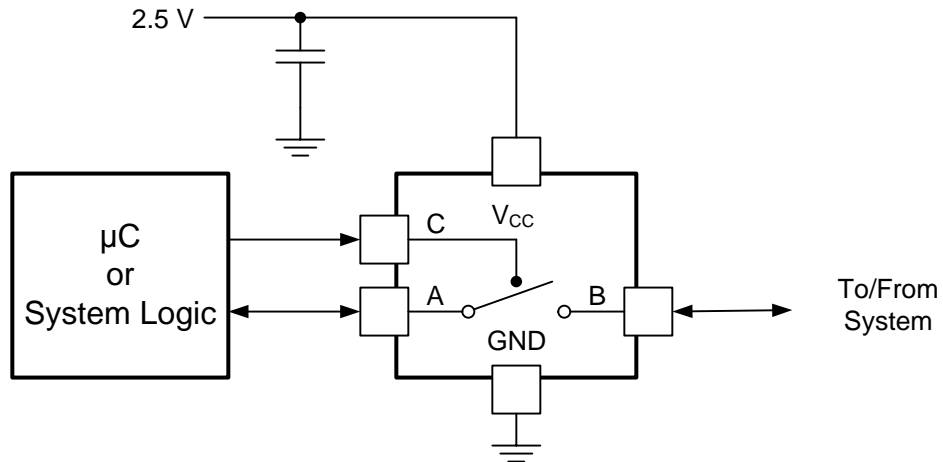 2.5 V
VCC
µC
or
System Logic
C
A
B
GND
To/From
System